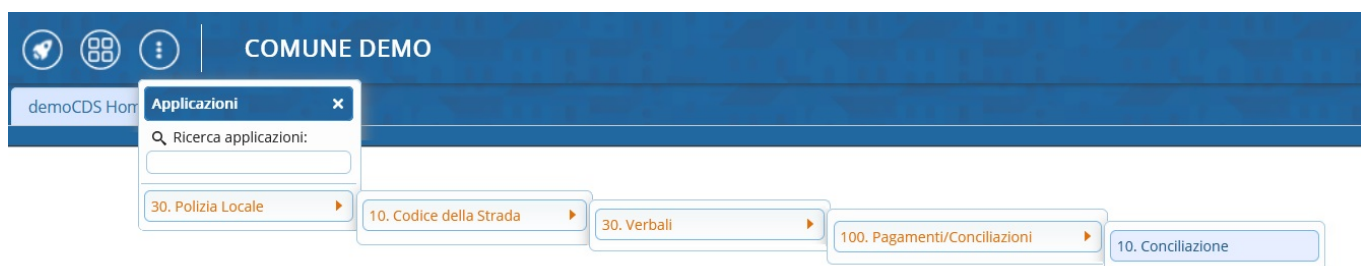 COMUNE DEMO
demoCDS Hom
Applicazioni ×
Ricerca applicazioni:
30. Polizia Locale
10. Codice della Strada
30. Verbali
100. Pagamenti/Conciliazioni
10. Conciliazione